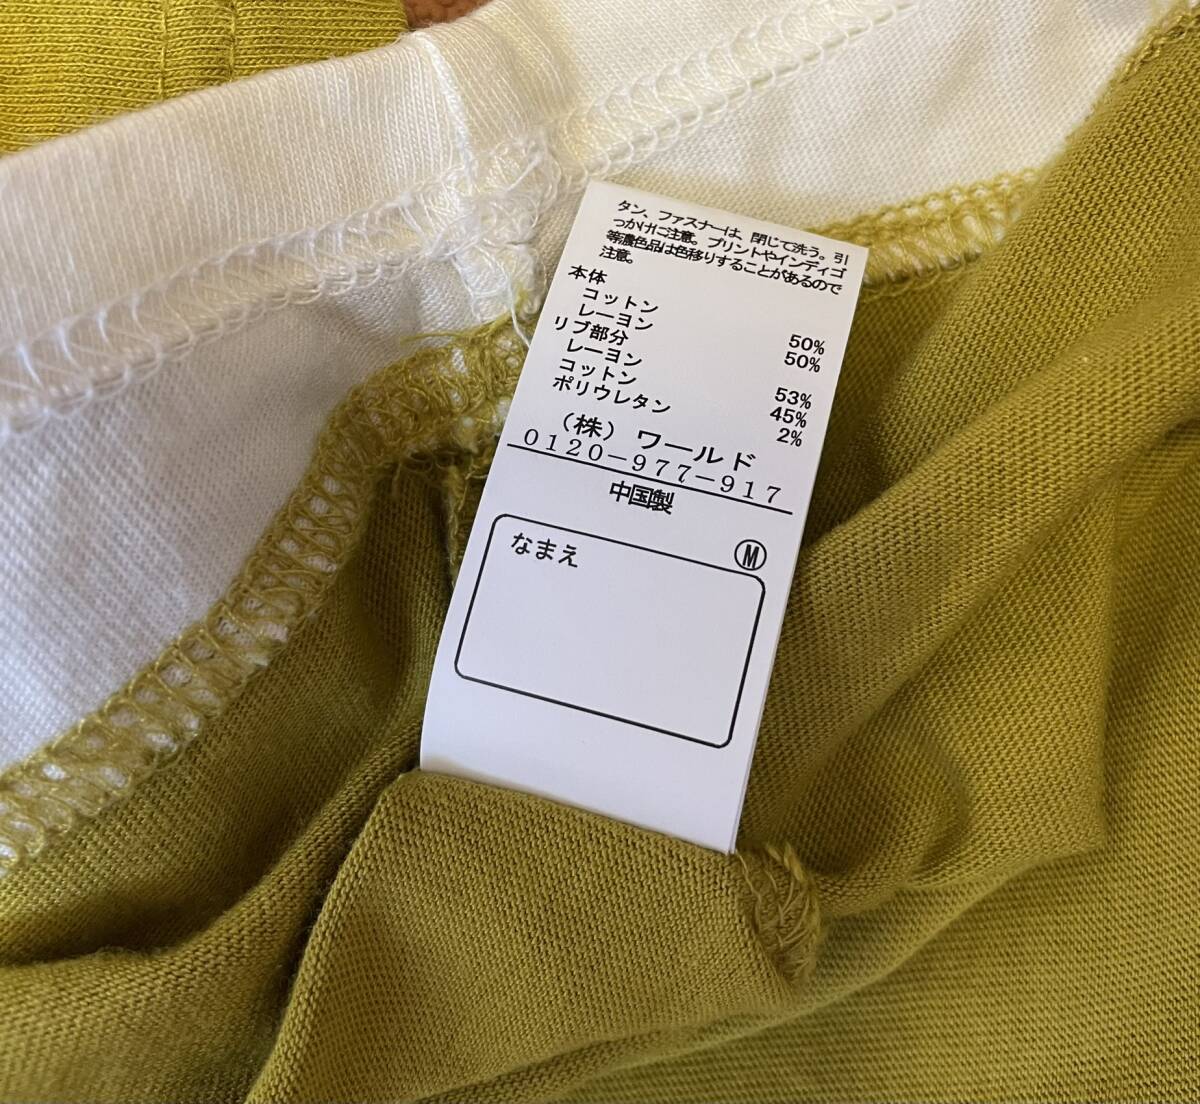 タン、ファスナーは、閉じて洗う。引
っかけに注意。プリントやインディゴ
等濃色品は色移りすることがあるので
注意。
本体
コットン 50%
レーヨン 50%
リブ部分
レーヨン 53%
コットン 45%
ポリウレタン 2%
（株）ワールド
0120-977-917
中国製
なまえ Ⓜ